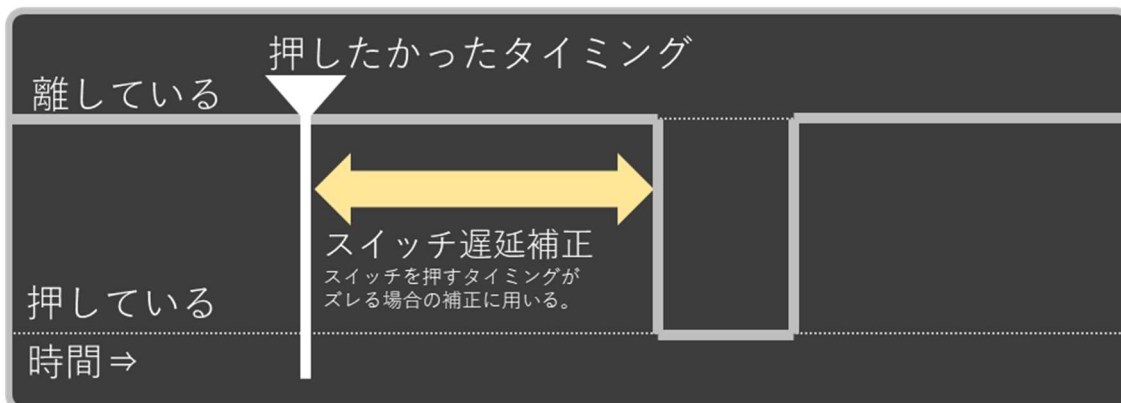 押したかったタイミング
離している
スイッチ遅延補正
スイッチを押すタイミングが
ズレる場合の補正に用いる。
押している
時間⇒